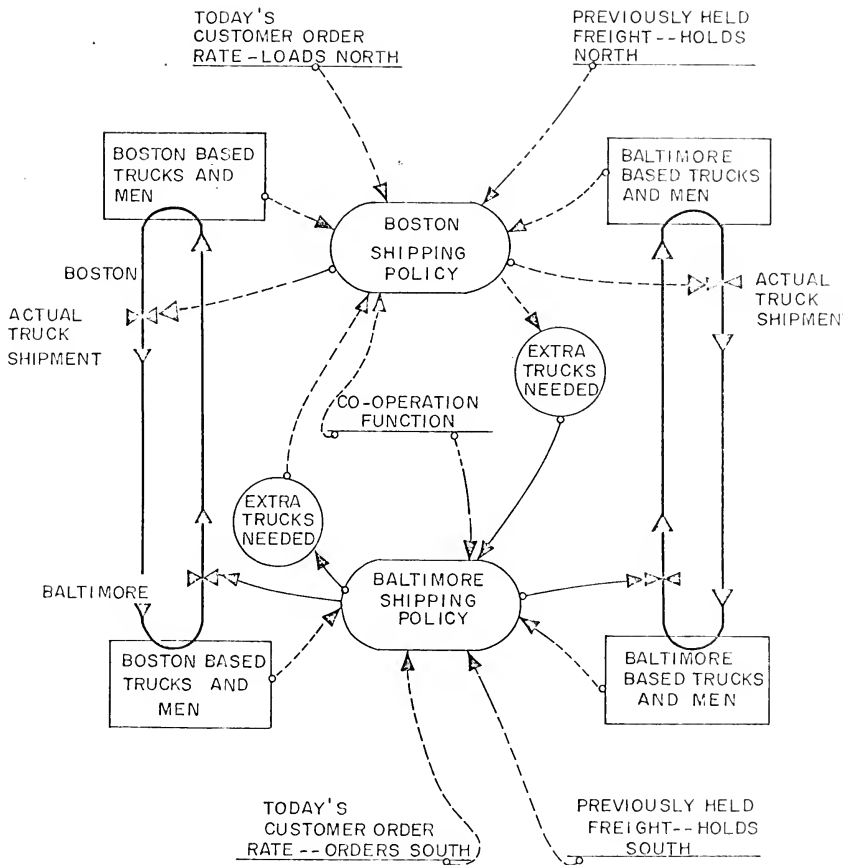 TODAY'S
CUSTOMER ORDER
RATE-LOADS NORTH
PREVIOUSLY HELD
FREIGHT--HOLDS
NORTH
BOSTON BASED
TRUCKS AND
MEN
BALTIMORE
BASED TRUCKS
AND MEN
BOSTON
SHIPPING
POLICY
BOSTON
ACTUAL
TRUCK
SHIPMENT
ACTUAL
TRUCK
SHIPMENT
EXTRA
TRUCKS
NEEDED
CO-OPERATION
FUNCTION
EXTRA
TRUCKS
NEEDED
BALTIMORE
BALTIMORE
SHIPPING
POLICY
BOSTON BASED
TRUCKS AND
MEN
BALTIMORE
BASED TRUCKS
AND MEN
TODAY'S
CUSTOMER ORDER
RATE--ORDERS SOUTH
PREVIOUSLY HELD
FREIGHT--HOLDS
SOUTH